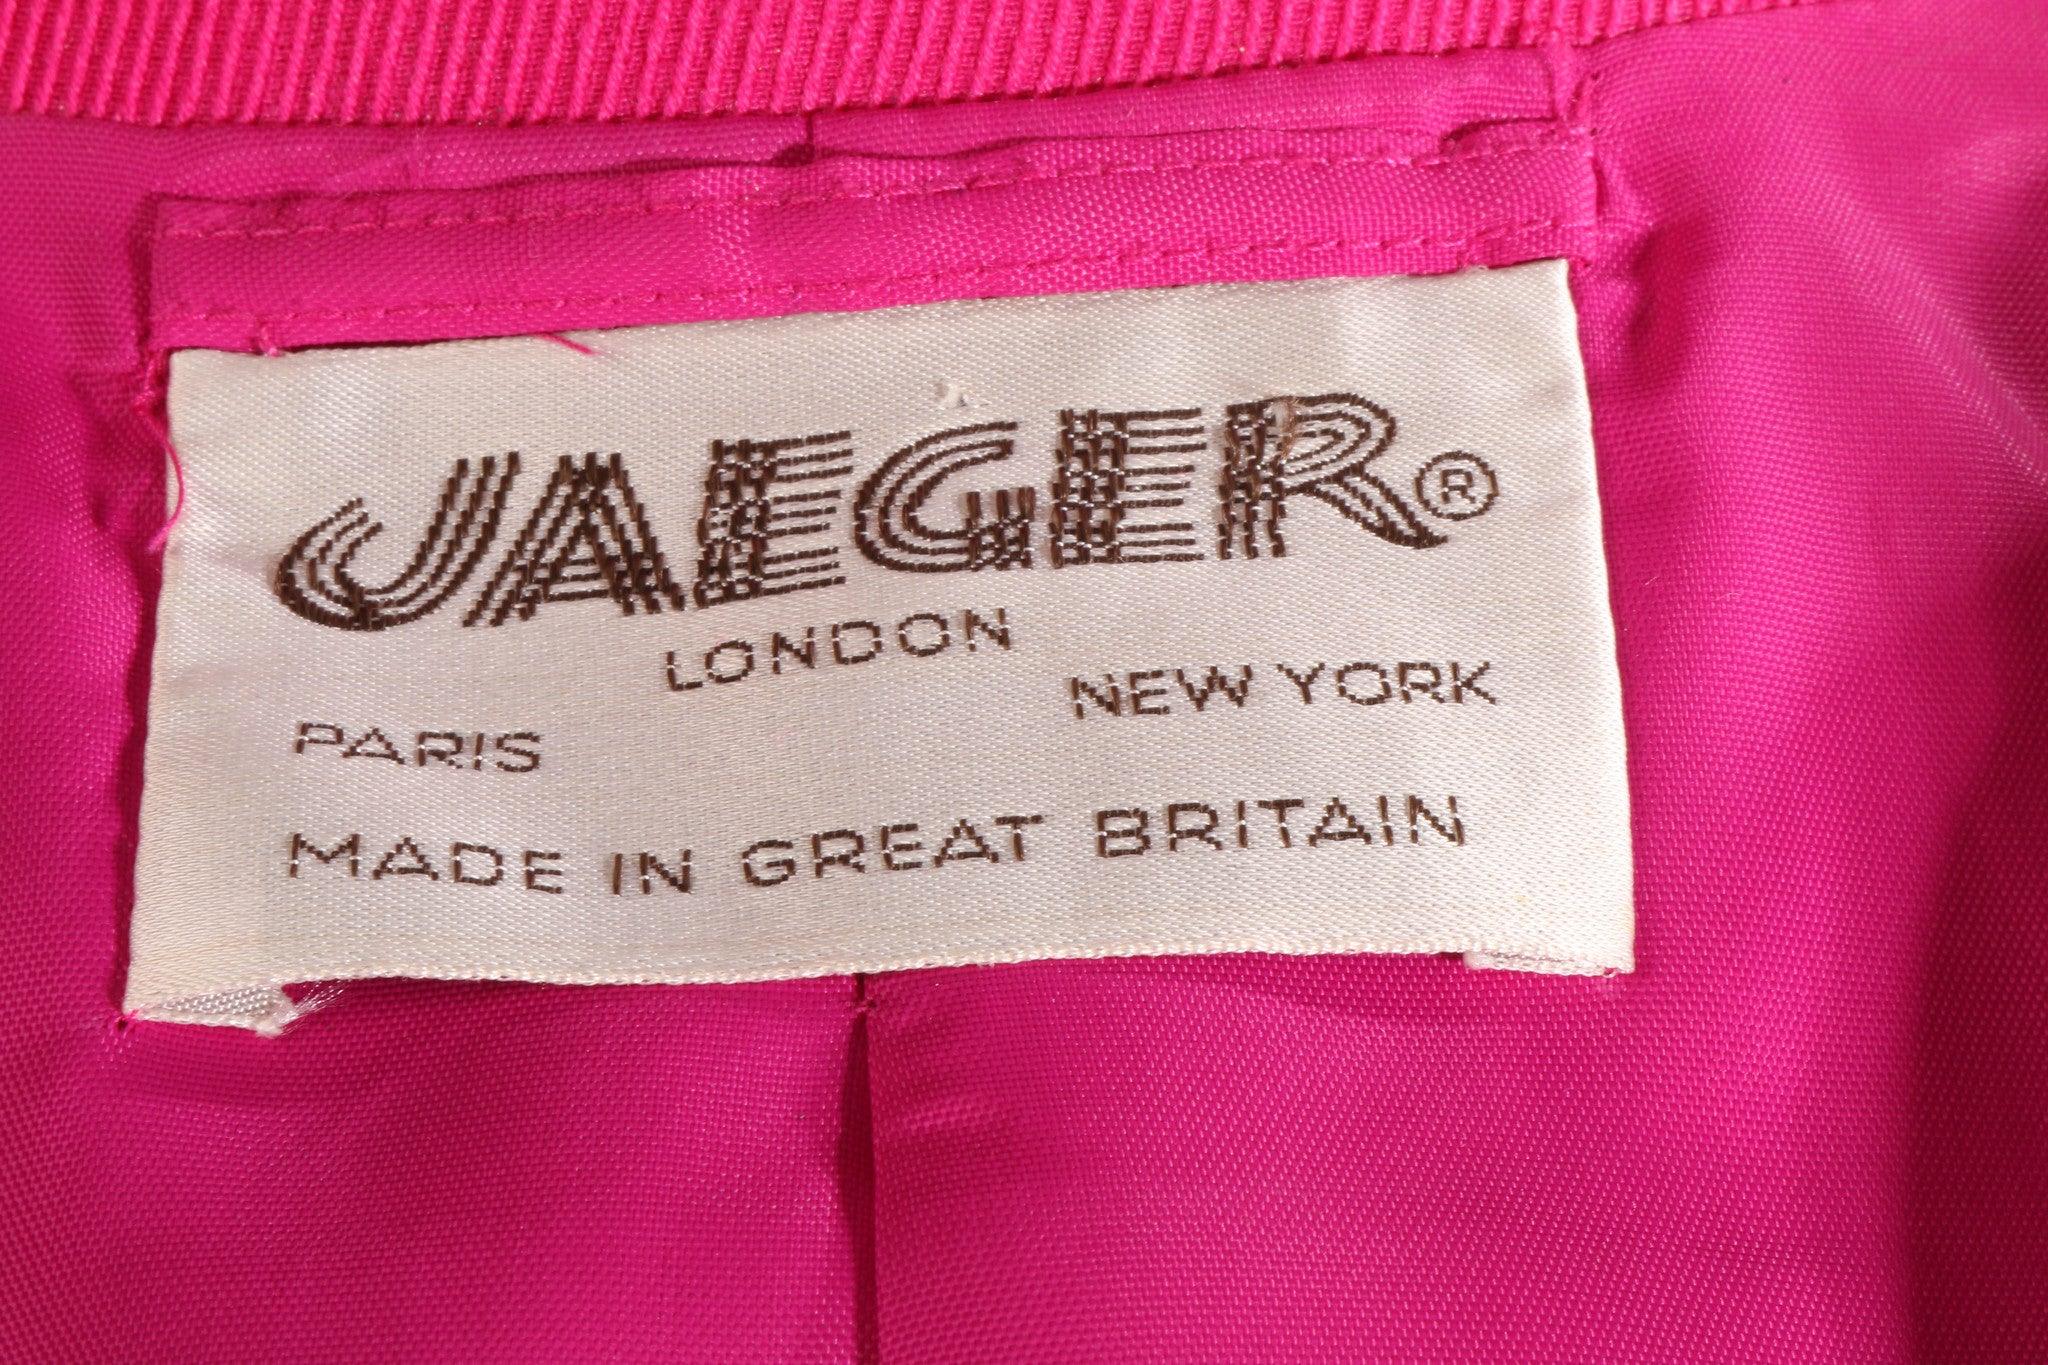 JAEGER®
LONDON
PARIS NEW YORK
MADE IN GREAT BRITAIN